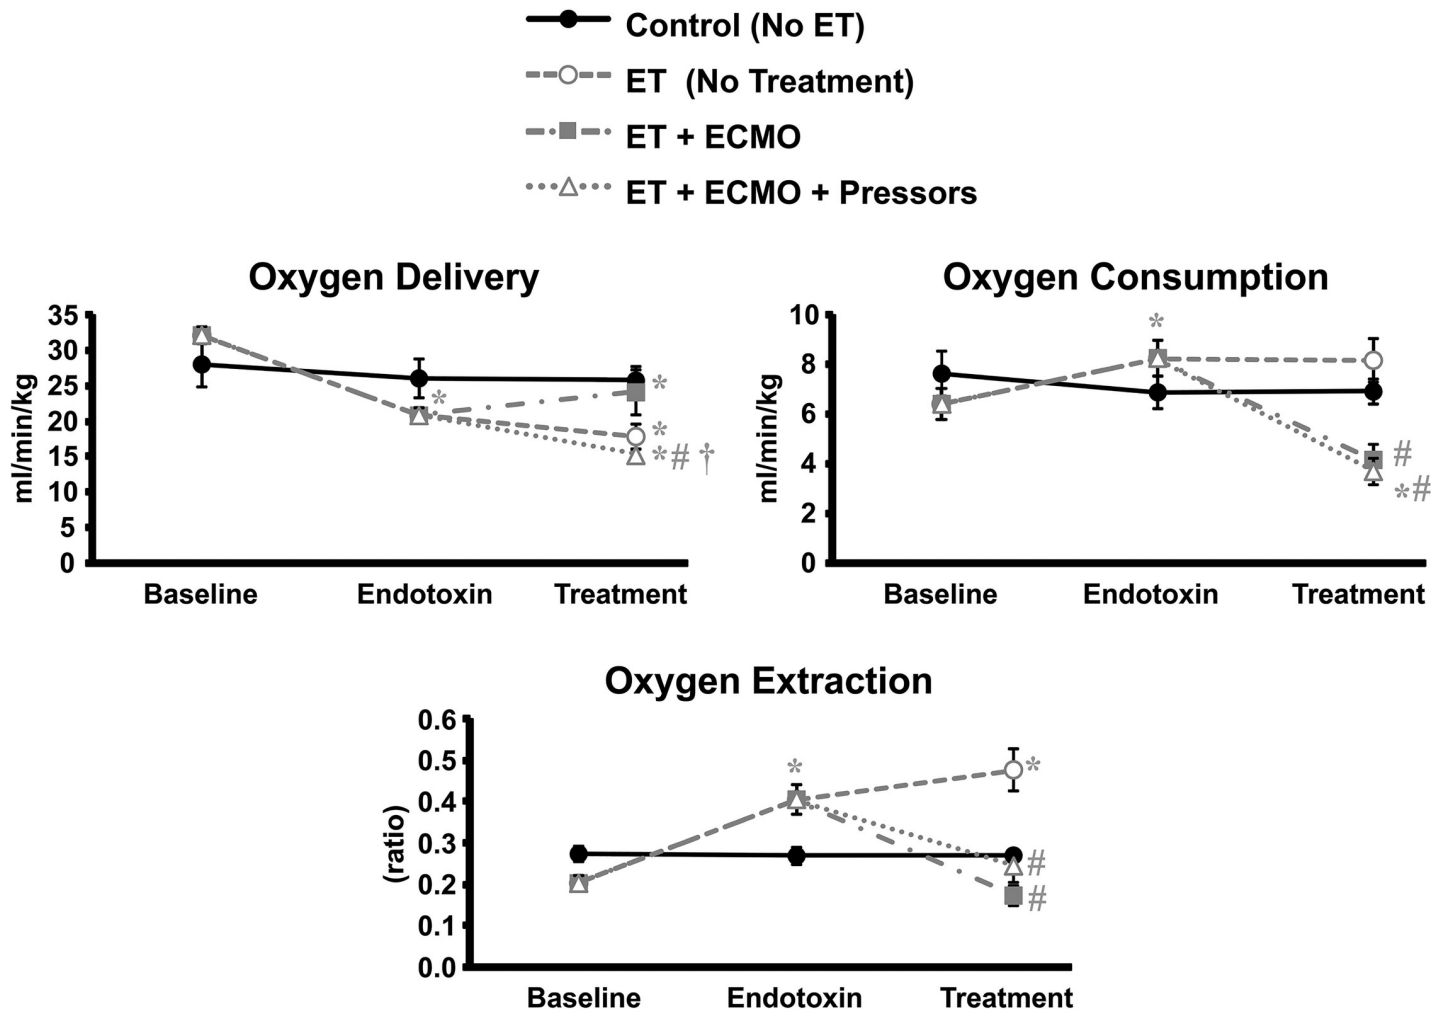 Control (No ET)
ET (No Treatment)
ET + ECMO
ET + ECMO + Pressors
Oxygen Delivery
ml/min/kg
35
30
25
20
15
10
5
0
*
*
*
*# †
Baseline Endotoxin Treatment
Oxygen Consumption
ml/min/kg
10
8
6
4
2
0
*
#
*#
Baseline Endotoxin Treatment
Oxygen Extraction
(ratio)
0.6
0.5
0.4
0.3
0.2
0.1
0.0
*
*
#
#
Baseline Endotoxin Treatment